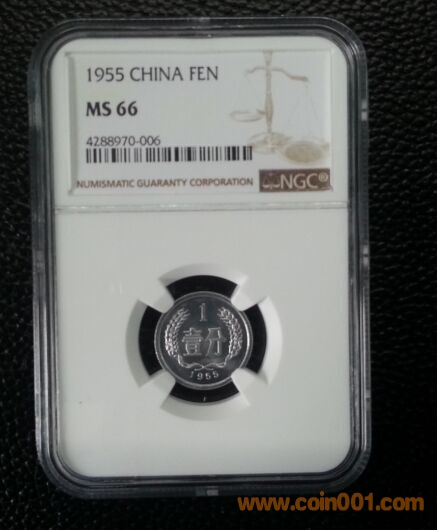 1955 CHINA FEN
MS 66
4288970-006
NUMISMATIC GUARANTY CORPORATION
NGC®
1
壹分
1955
www.coin001.com